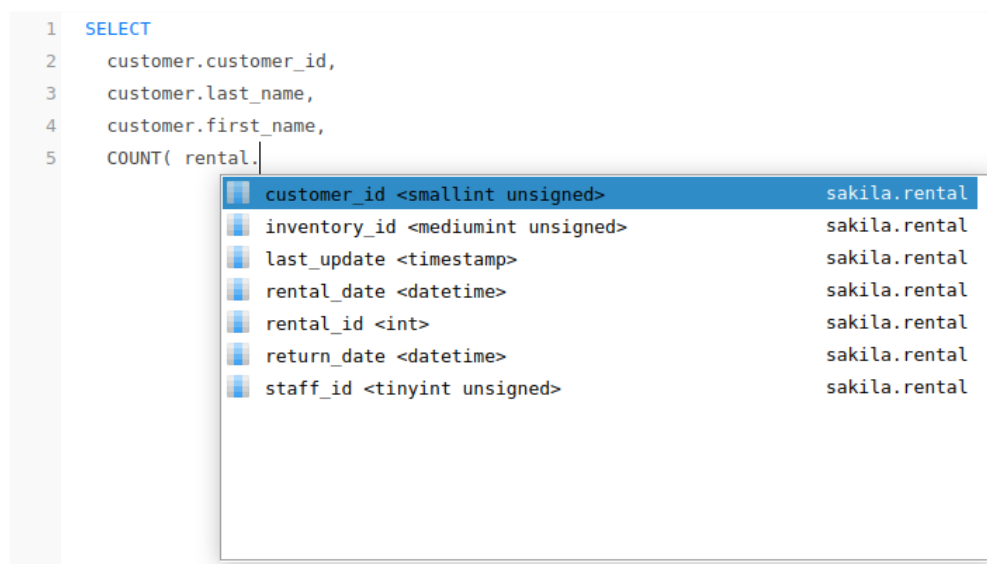 1 SELECT
2 customer.customer_id,
3 customer.last_name,
4 customer.first_name,
5 COUNT( rental.
customer_id <smallint unsigned> sakila.rental
inventory_id <mediumint unsigned> sakila.rental
last_update <timestamp> sakila.rental
rental_date <datetime> sakila.rental
rental_id <int> sakila.rental
return_date <datetime> sakila.rental
staff_id <tinyint unsigned> sakila.rental